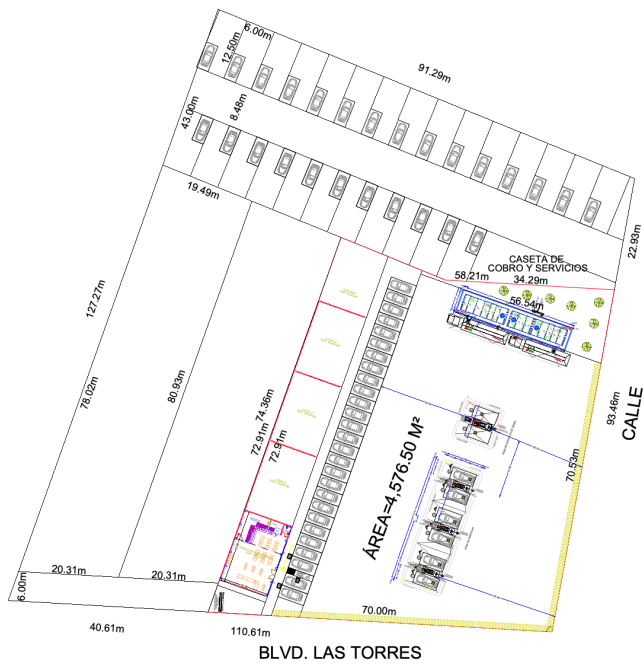 6.00m
12.50m
91.29m
43.00m
8.48m
19.49m
22.93m
CASETA DE
COBRO Y SERVICIOS
58.21m
34.29m
56.54m
127.27m
78.02m
80.93m
74.36m
72.91m
72.91m
ÁREA=4,576.50 M²
93.46m
CALLE
70.53m
6.00m
20.31m
20.31m
70.00m
40.61m
110.61m
BLVD. LAS TORRES